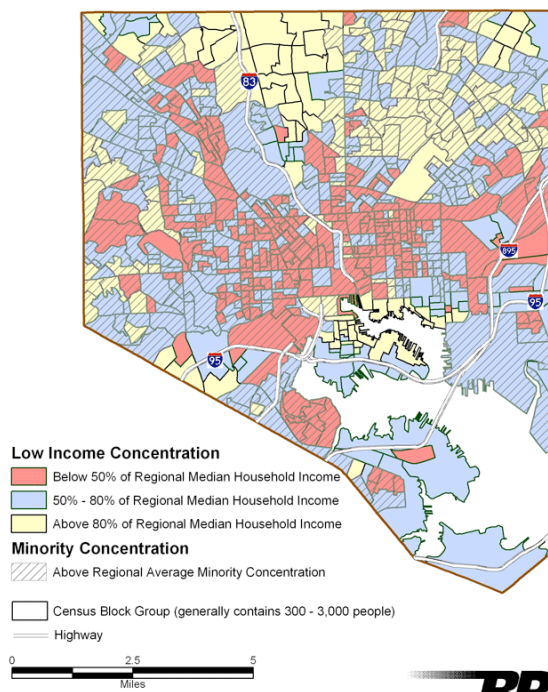 83
895
95
95
Low Income Concentration
Below 50% of Regional Median Household Income
50% - 80% of Regional Median Household Income
Above 80% of Regional Median Household Income
Minority Concentration
Above Regional Average Minority Concentration
Census Block Group (generally contains 300 - 3,000 people)
Highway
0 2.5 5
Miles